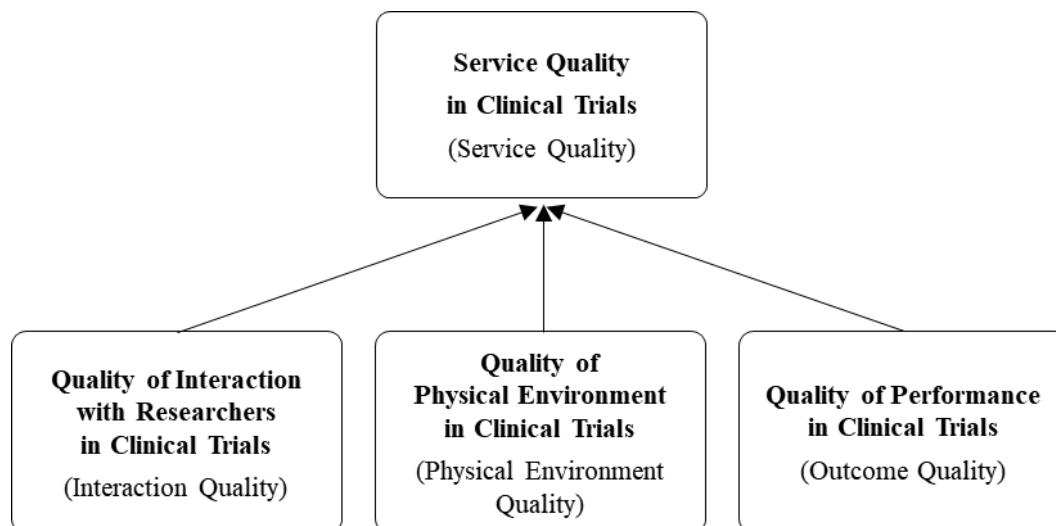 Service Quality
in Clinical Trials
(Service Quality)
Quality of Interaction
with Researchers
in Clinical Trials
(Interaction Quality)
Quality of
Physical Environment
in Clinical Trials
(Physical Environment
Quality)
Quality of Performance
in Clinical Trials
(Outcome Quality)